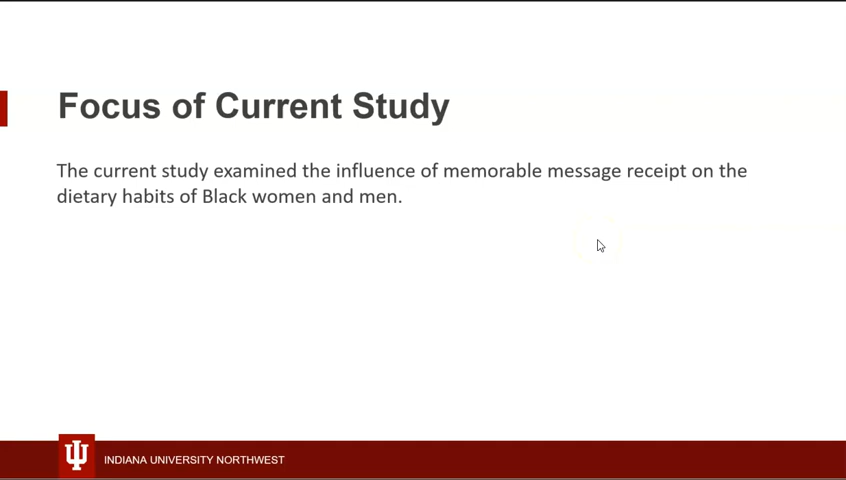 Focus of Current Study
The current study examined the influence of memorable message receipt on the
dietary habits of Black women and men.
INDIANA UNIVERSITY NORTHWEST